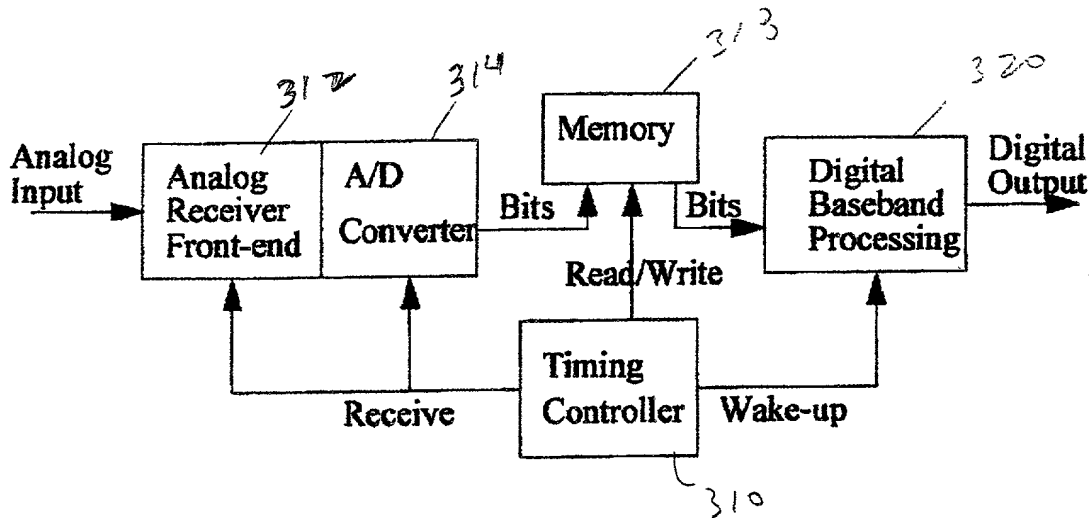 313
320
312
314
Memory
Analog
Input
Analog
Receiver
Front-end
A/D
Converter
Bits
Bits
Digital
Baseband
Processing
Digital
Output
Read/Write
Timing
Controller
Receive
Wake-up
310